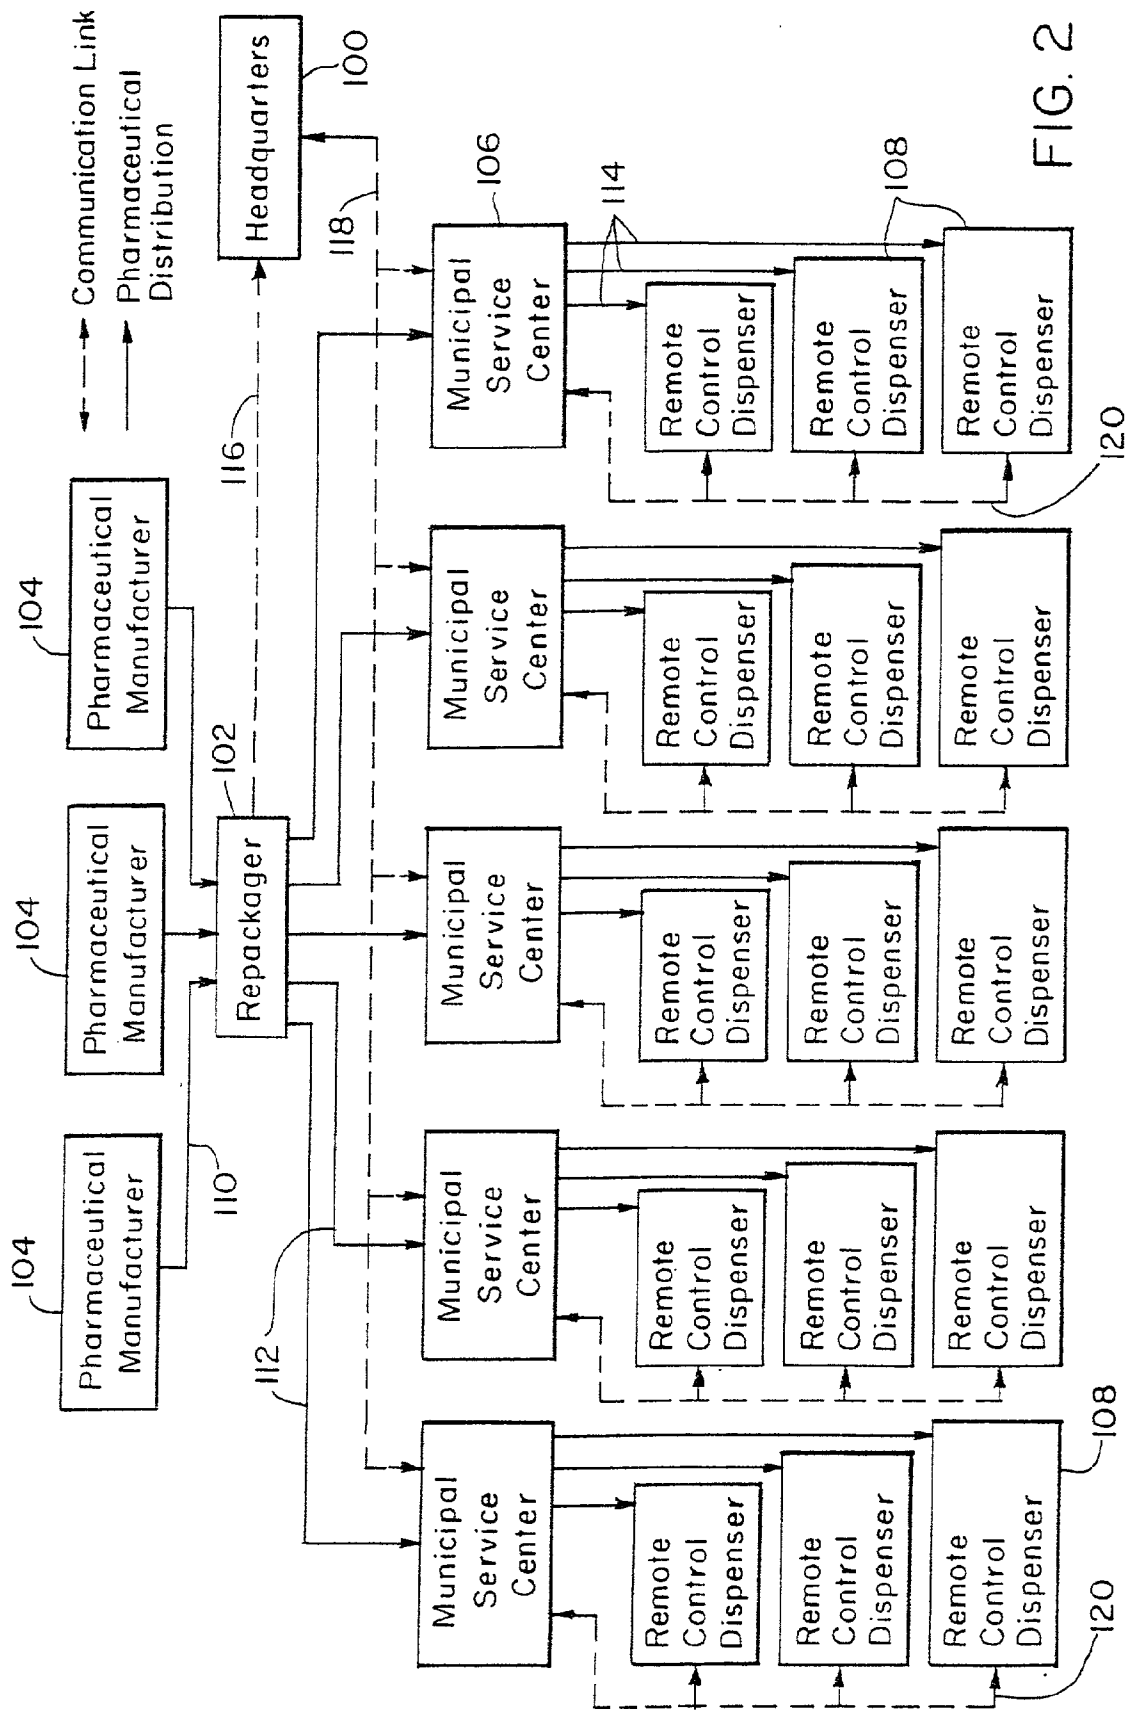 104
Pharmaceutical
Manufacturer
104
Pharmaceutical
Manufacturer
104
Pharmaceutical
Manufacturer
Communication Link
Pharmaceutical
Distribution
110
102
Repackager
116
Headquarters
100
112
118
Municipal
Service
Center
Municipal
Service
Center
Municipal
Service
Center
Municipal
Service
Center
Municipal
Service
Center
106
114
Remote
Control
Dispenser
Remote
Control
Dispenser
Remote
Control
Dispenser
Remote
Control
Dispenser
Remote
Control
Dispenser
Remote
Control
Dispenser
Remote
Control
Dispenser
Remote
Control
Dispenser
Remote
Control
Dispenser
Remote
Control
Dispenser
108
Remote
Control
Dispenser
Remote
Control
Dispenser
Remote
Control
Dispenser
Remote
Control
Dispenser
Remote
Control
Dispenser
120
108
120
FIG. 2